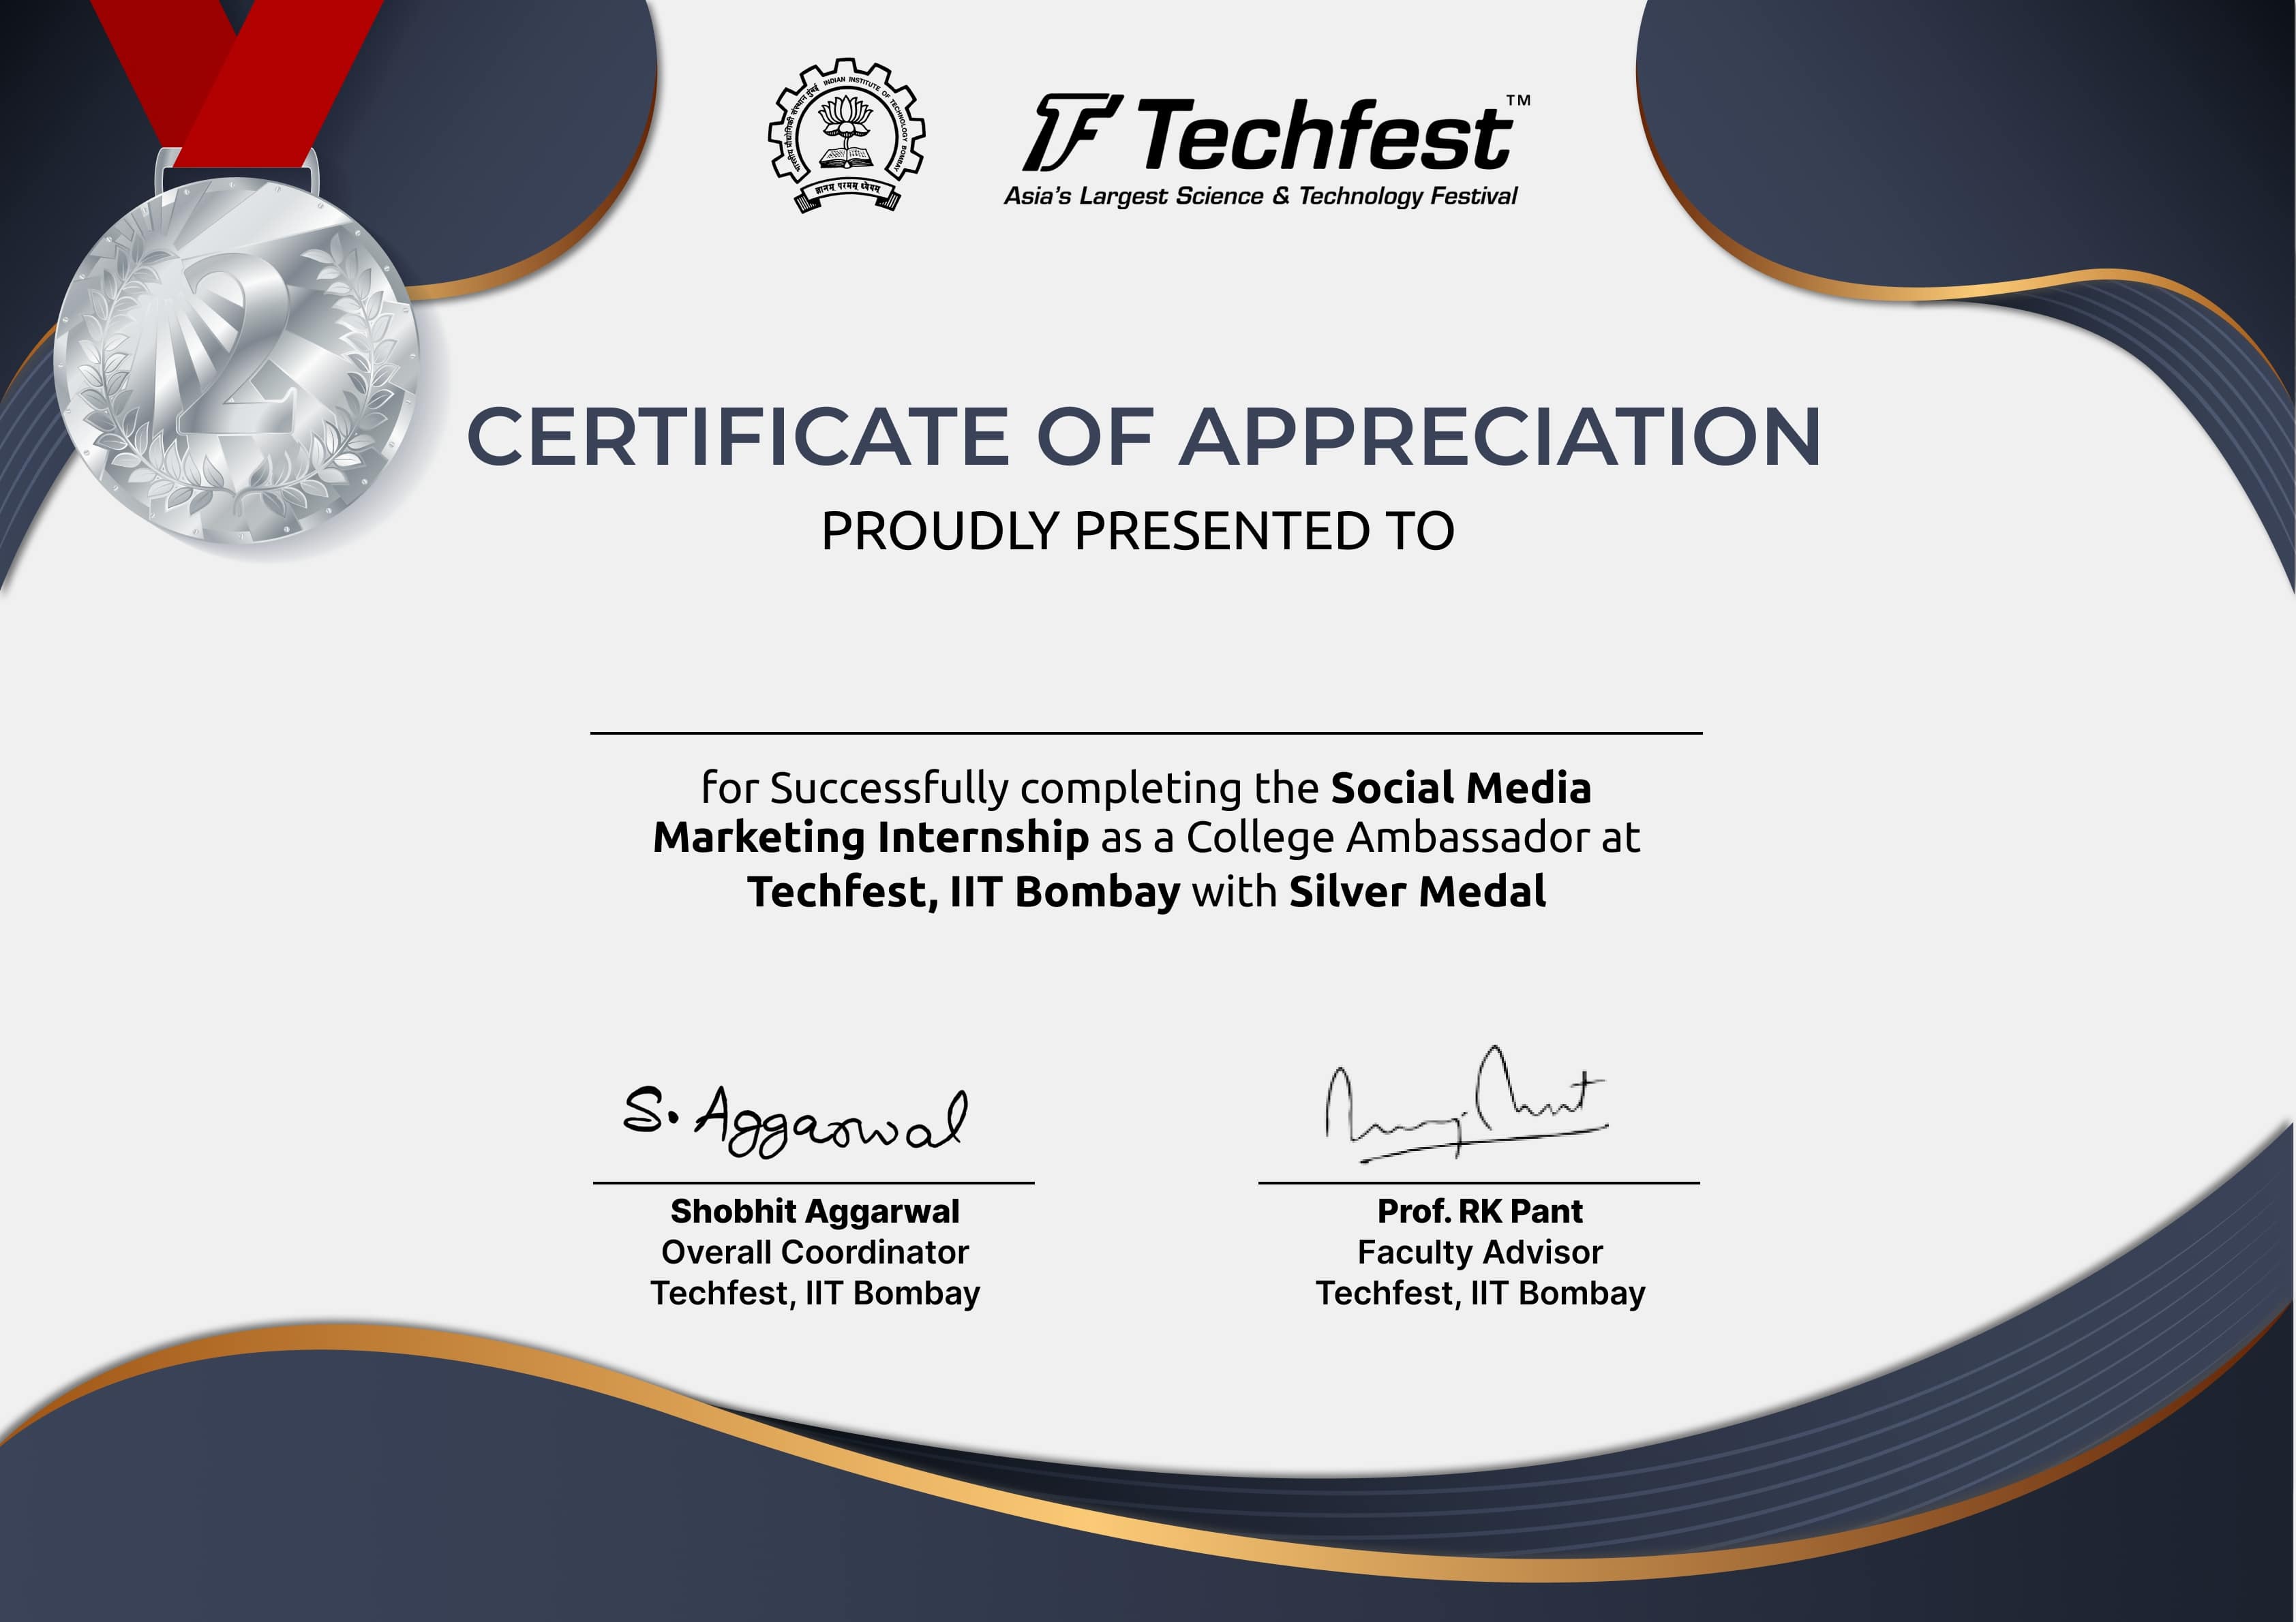 भारतीय प्रौद्योगिकी संस्थान मुंबई INDIAN INSTITUTE OF TECHNOLOGY BOMBAY
ज्ञानम् परमम् ध्येयम्
TF Techfest™
Asia's Largest Science & Technology Festival
2
CERTIFICATE OF APPRECIATION
PROUDLY PRESENTED TO
for Successfully completing the Social Media
Marketing Internship as a College Ambassador at
Techfest, IIT Bombay with Silver Medal
S. Aggarwal
Shobhit Aggarwal
Overall Coordinator
Techfest, IIT Bombay
Prof. RK Pant
Faculty Advisor
Techfest, IIT Bombay